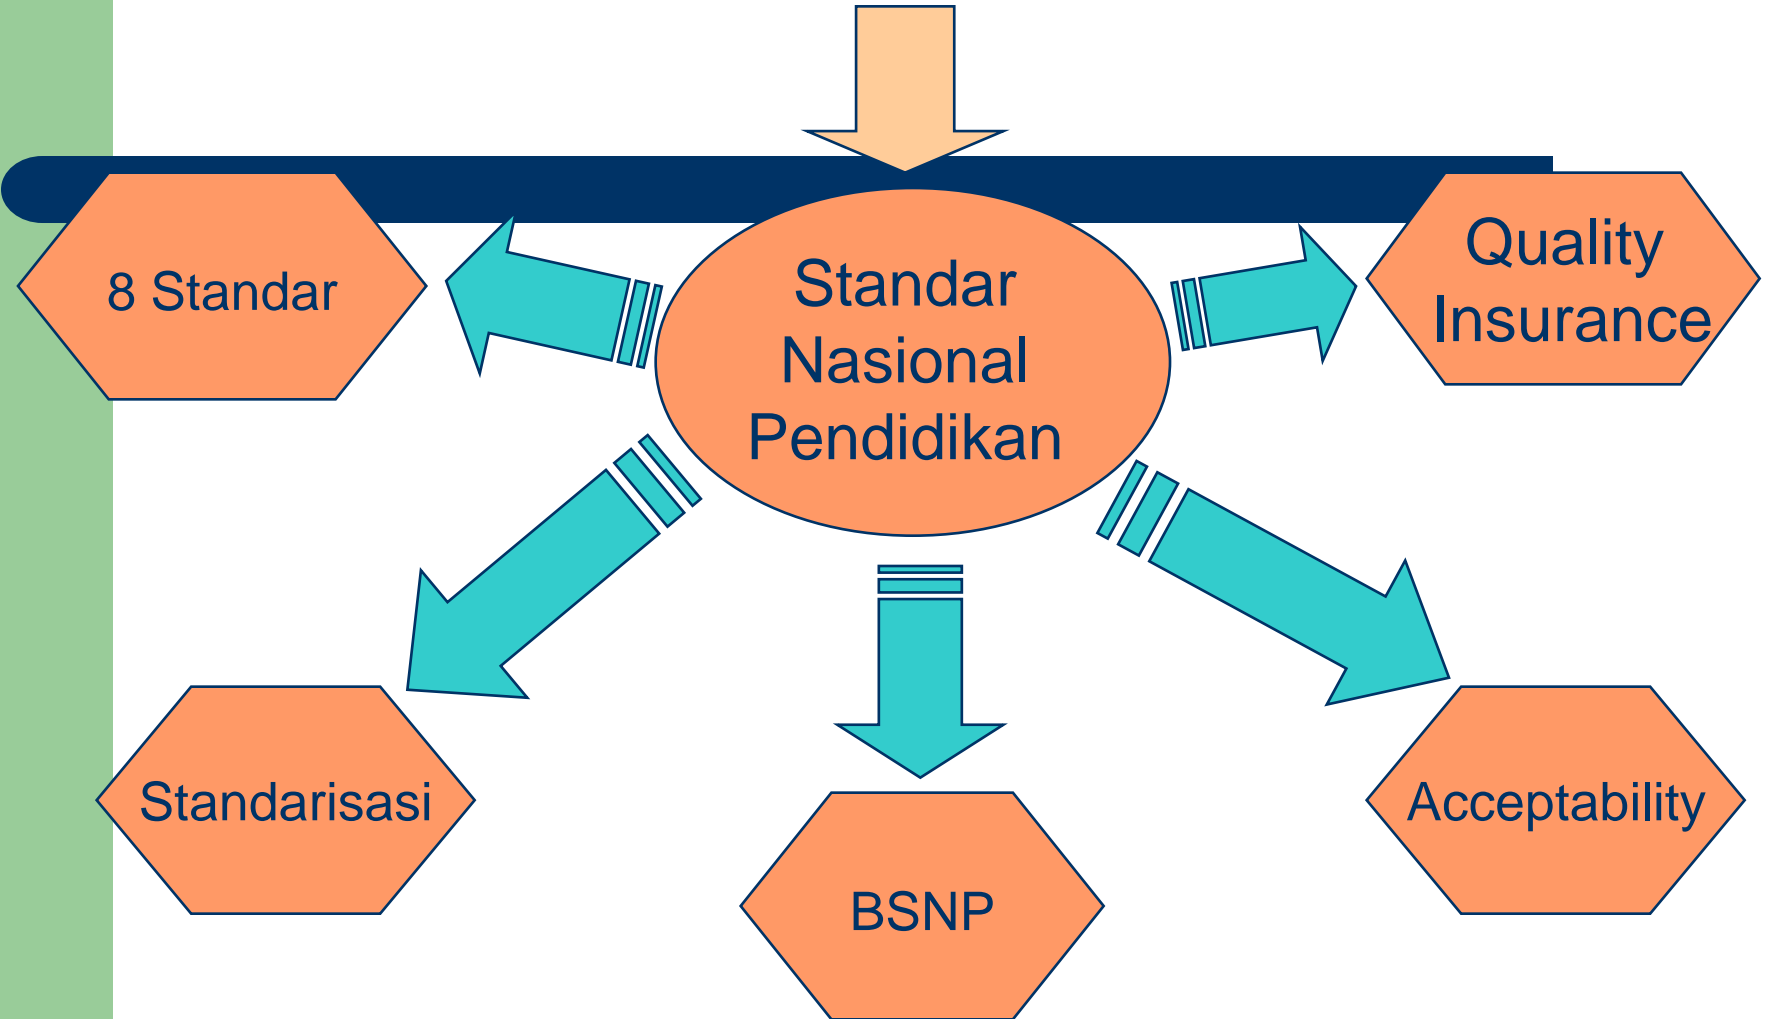 8 Standar
Standar
Nasional
Pendidikan
Quality
Insurance
Standarisasi
BSNP
Acceptability